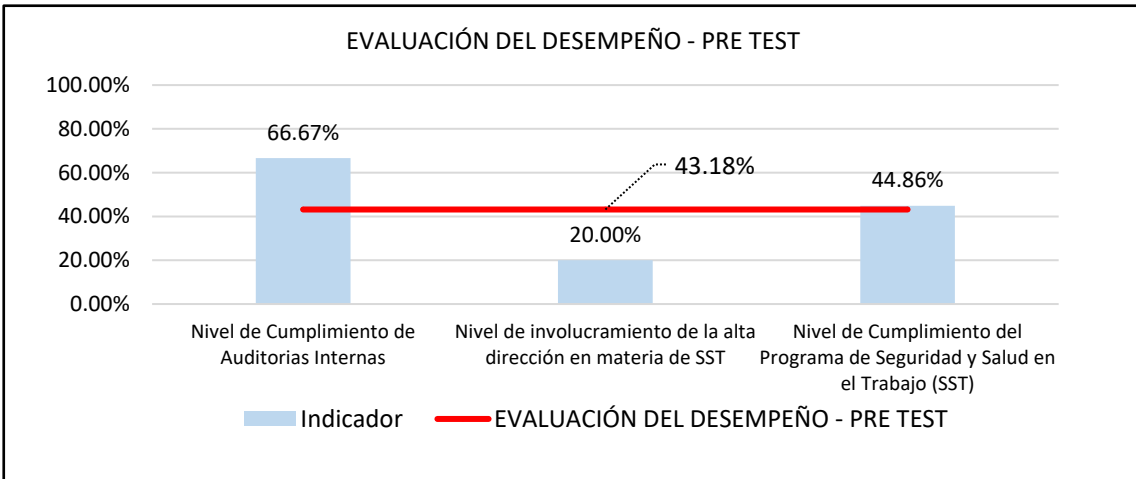 EVALUACIÓN DEL DESEMPEÑO - PRE TEST
100.00%
80.00%
60.00%
40.00%
20.00%
0.00%
66.67%
43.18%
20.00%
44.86%
Nivel de Cumplimiento de
Auditorias Internas
Nivel de involucramiento de la alta
dirección en materia de SST
Nivel de Cumplimiento del
Programa de Seguridad y Salud en
el Trabajo (SST)
Indicador
EVALUACIÓN DEL DESEMPEÑO - PRE TEST